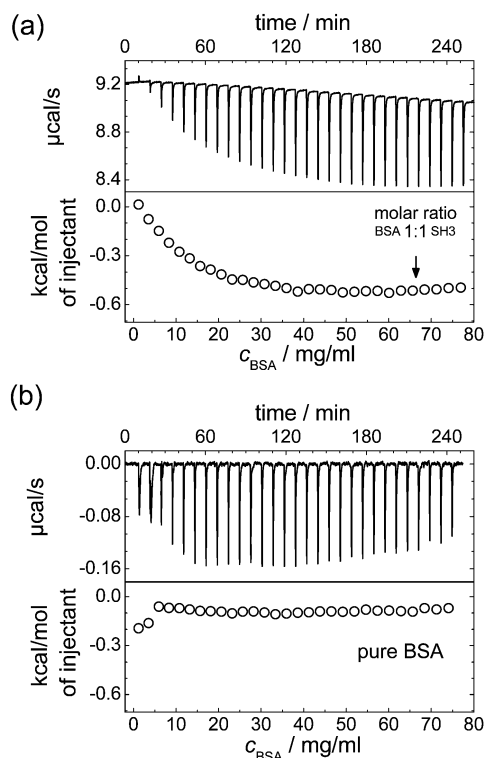 (a)
time / min
0 60 120 180 240
µcal/s
9.2
8.8
8.4
kcal/mol
of injectant
0.0
-0.3
-0.6
molar ratio
BSA 1:1 SH3
0 10 20 30 40 50 60 70 80
cBSA / mg/ml
(b)
time / min
0 60 120 180 240
µcal/s
0.00
-0.08
-0.16
kcal/mol
of injectant
0.0
-0.3
-0.6
pure BSA
0 10 20 30 40 50 60 70 80
cBSA / mg/ml